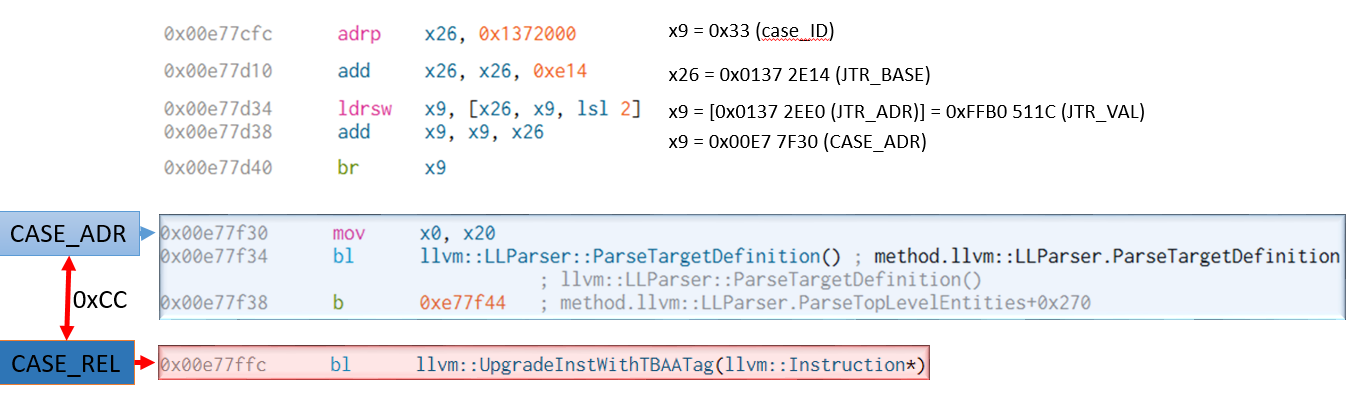 0x00e77cfc adrp x26, 0x1372000 x9 = 0x33 (case_ID)
0x00e77d10 add x26, x26, 0xe14 x26 = 0x0137 2E14 (JTR_BASE)
0x00e77d34 ldrsw x9, [x26, x9, lsl 2] x9 = [0x0137 2EE0 (JTR_ADR)] = 0xFFB0 511C (JTR_VAL)
0x00e77d38 add x9, x9, x26 x9 = 0x00E7 7F30 (CASE_ADR)
0x00e77d40 br x9
CASE_ADR 0x00e77f30 mov x0, x20
0x00e77f34 bl llvm::LLParser::ParseTargetDefinition() ; method.llvm::LLParser.ParseTargetDefinition
; llvm::LLParser::ParseTargetDefinition()
0x00e77f38 b 0xe77f44 ; method.llvm::LLParser.ParseTopLevelEntities+0x270
0xCC
CASE_REL 0x00e77ffc bl llvm::UpgradeInstWithTBAATag(llvm::Instruction*)